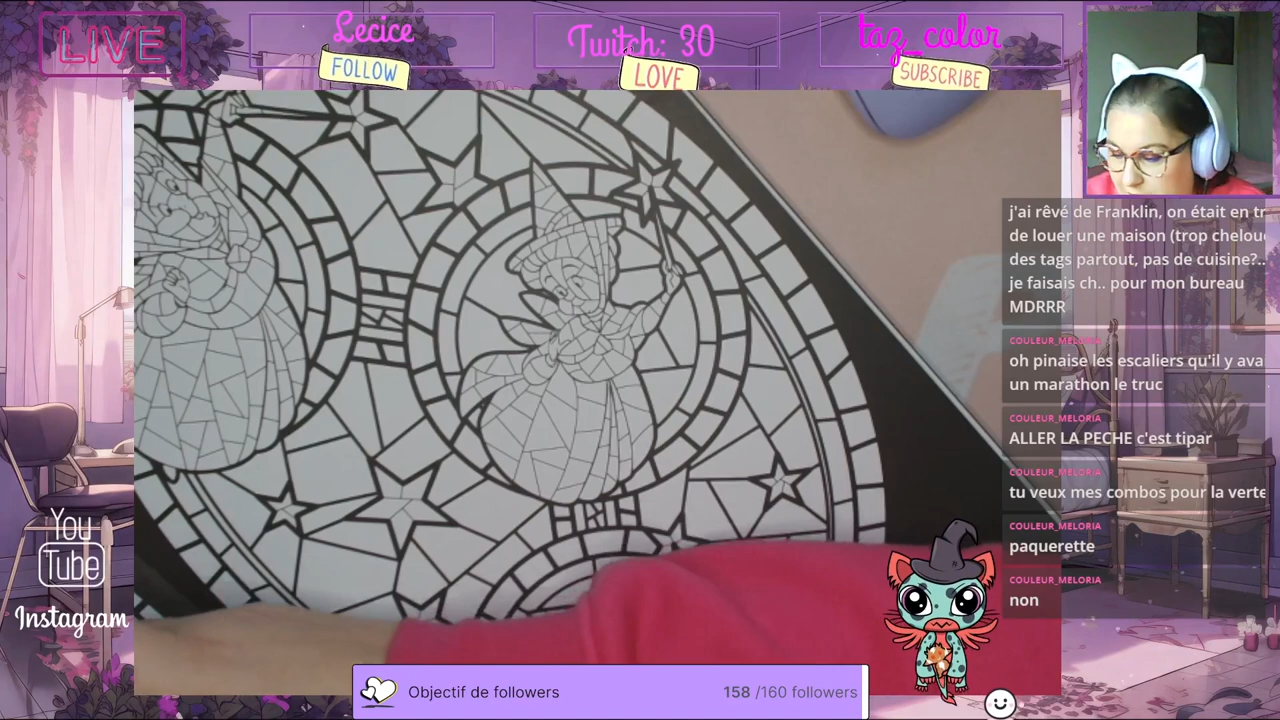 LIVE
Lecice
FOLLOW
Twitch: 30
LOVE
taz_color
SUBSCRIBE
j'ai rêvé de Franklin, on était en tr
de louer une maison (trop chelou
des tags partout, pas de cuisine?..
je faisais ch.. pour mon bureau
MDRRR
COULEUR_MELORIA
oh pinaise les escaliers qu'il y ava
un marathon le truc
COULEUR_MELORIA
ALLER LA PECHE c'est tipar
COULEUR_MELORIA
tu veux mes combos pour la verte
COULEUR_MELORIA
paquerette
COULEUR_MELORIA
non
You
Tube
Instagram
Objectif de followers
158 /160 followers